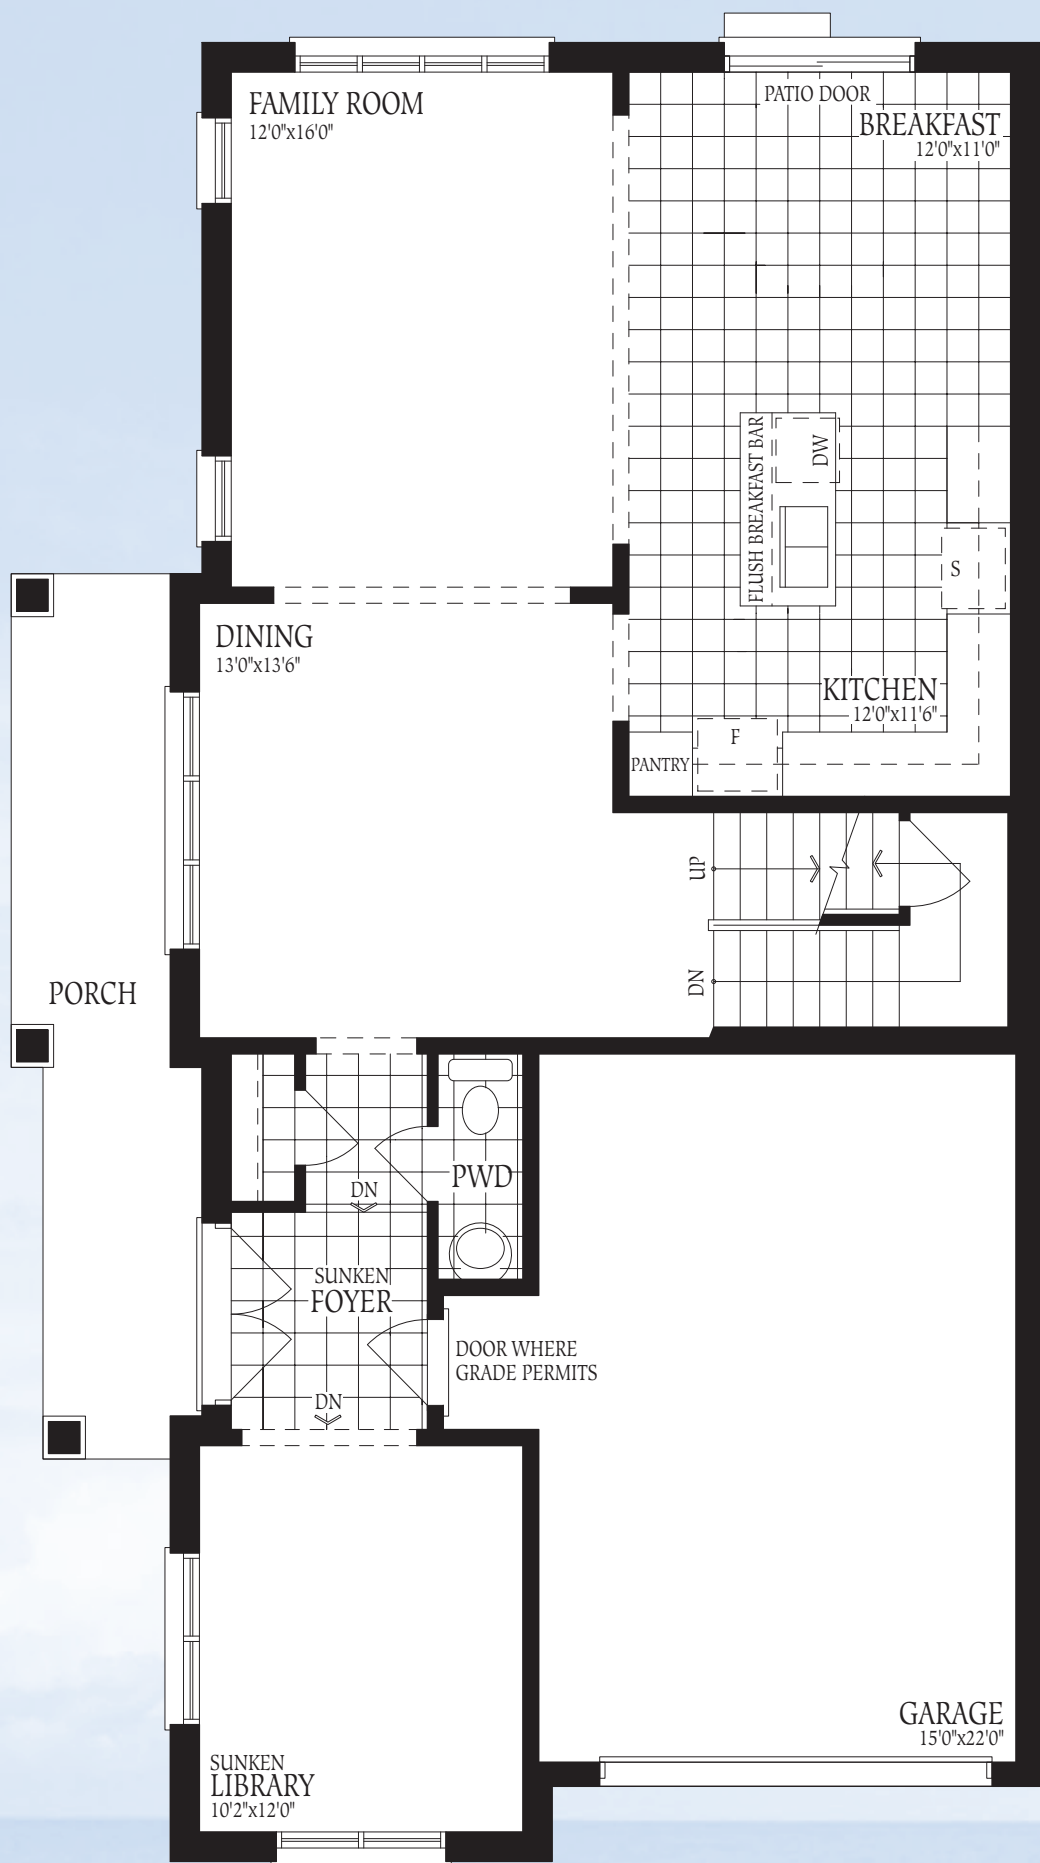 FAMILY ROOM
12'0"x16'0"
PATIO DOOR
BREAKFAST
12'0"x11'0"
FLUSH BREAKFAST BAR
DW
S
DINING
13'0"x13'6"
KITCHEN
12'0"x11'6"
F
PANTRY
UP
DN
PORCH
PWD
DN
SUNKEN
FOYER
DOOR WHERE
GRADE PERMITS
DN
GARAGE
15'0"x22'0"
SUNKEN
LIBRARY
10'2"x12'0"